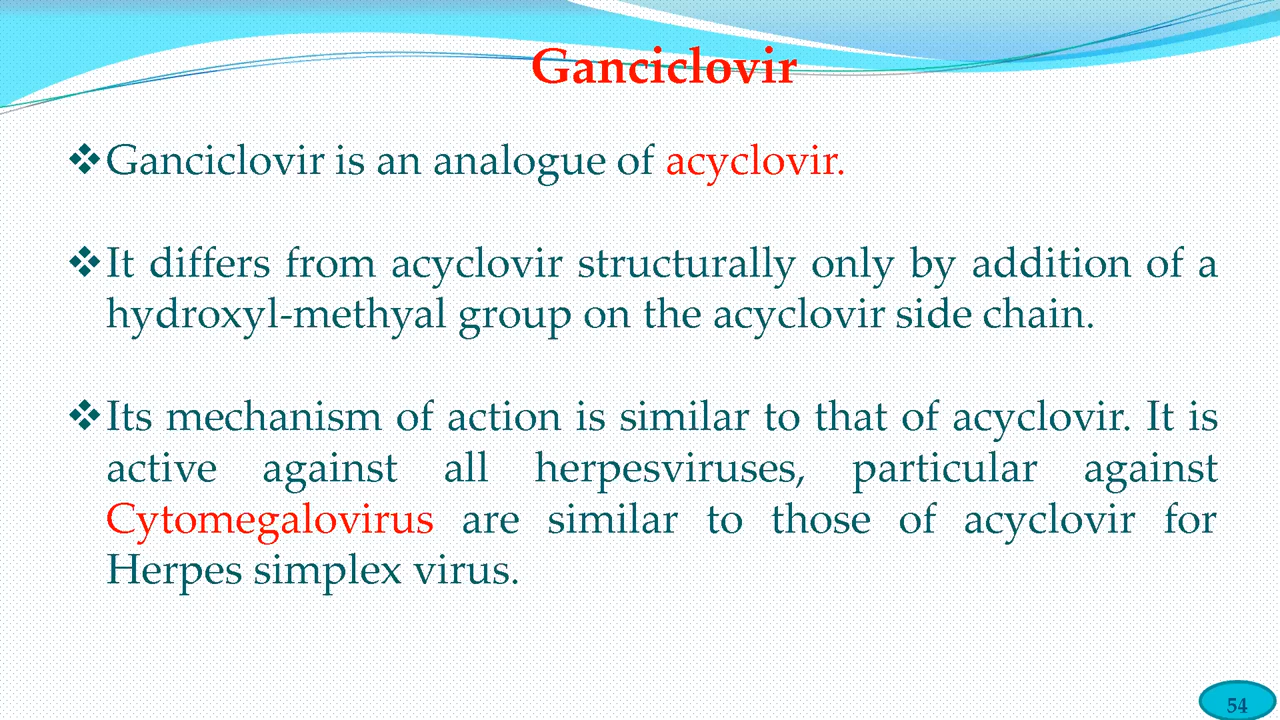 Ganciclovir
❖Ganciclovir is an analogue of acyclovir.
❖It differs from acyclovir structurally only by addition of a
hydroxyl-methyal group on the acyclovir side chain.
❖Its mechanism of action is similar to that of acyclovir. It is
active against all herpesviruses, particular against
Cytomegalovirus are similar to those of acyclovir for
Herpes simplex virus.
54